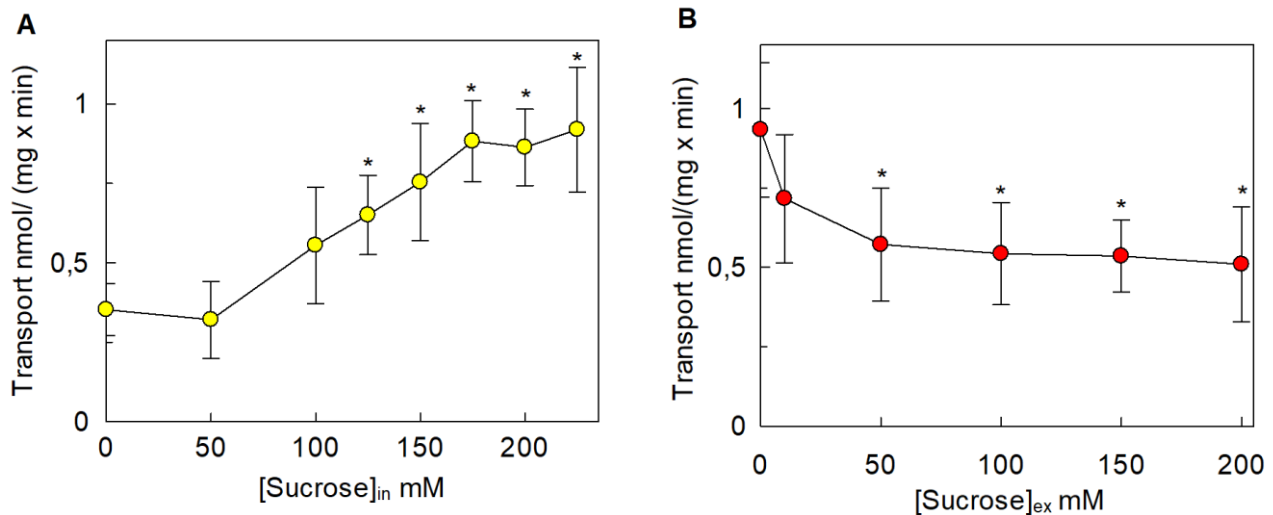 A
Transport nmol/ (mg x min)
1
0,5
0
* * * * *
0 50 100 150 200
[Sucrose]in mM
B
Transport nmol/(mg x min)
1
0,5
0
* * * *
0 50 100 150 200
[Sucrose]ex mM